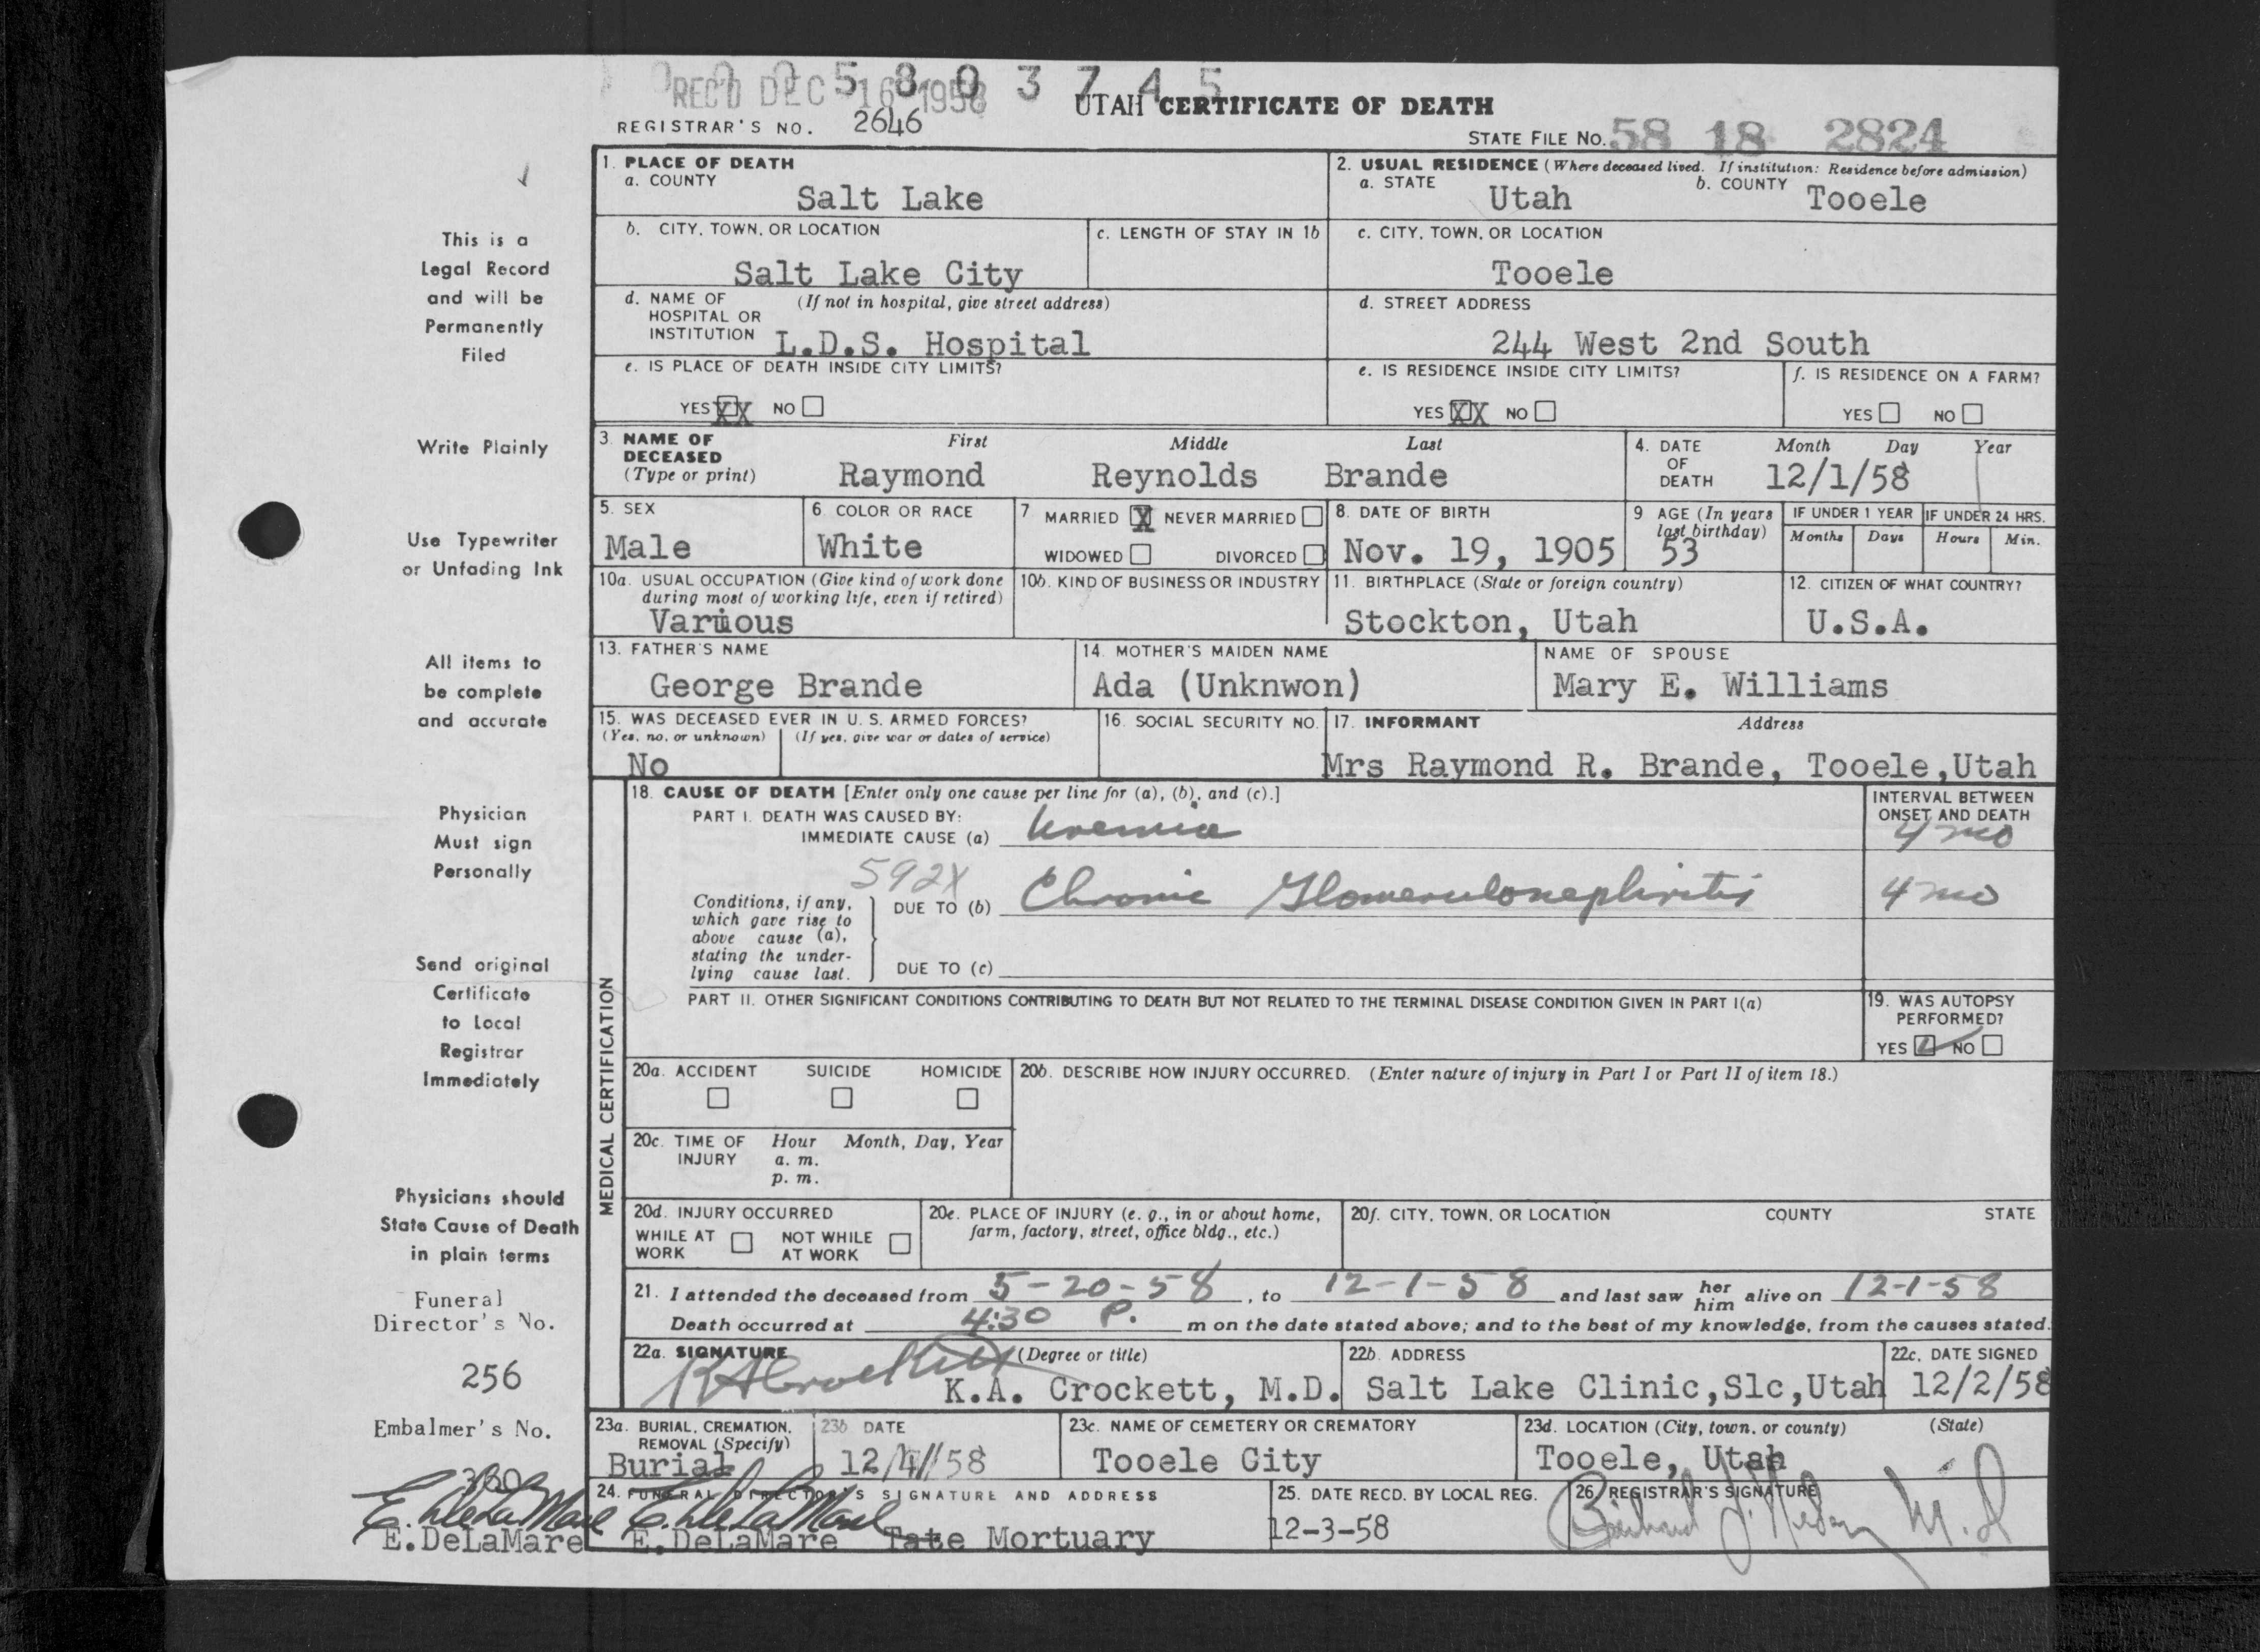 0 0 0 5 8 0 3 7 4 5
REC'D DEC 16 1958
UTAH CERTIFICATE OF DEATH
REGISTRAR'S NO. 2646
STATE FILE NO. 58 18 2824
1. PLACE OF DEATH
a. COUNTY
Salt Lake
2. USUAL RESIDENCE (Where deceased lived. If institution: Residence before admission)
a. STATE Utah b. COUNTY Tooele
b. CITY, TOWN, OR LOCATION
Salt Lake City
c. LENGTH OF STAY IN 1b
c. CITY, TOWN, OR LOCATION
Tooele
d. NAME OF (If not in hospital, give street address)
HOSPITAL OR
INSTITUTION L.D.S. Hospital
d. STREET ADDRESS
244 West 2nd South
e. IS PLACE OF DEATH INSIDE CITY LIMITS?
YES XX NO
e. IS RESIDENCE INSIDE CITY LIMITS?
YES XX NO
f. IS RESIDENCE ON A FARM?
YES NO
3. NAME OF DECEASED (Type or print)
First Middle Last
Raymond Reynolds Brande
4. DATE OF DEATH
Month Day Year
12/1/58
5. SEX
Male
6. COLOR OR RACE
White
7. MARRIED X NEVER MARRIED
WIDOWED DIVORCED
8. DATE OF BIRTH
Nov. 19, 1905
9. AGE (In years last birthday)
53
IF UNDER 1 YEAR
Months Days
IF UNDER 24 HRS.
Hours Min.
10a. USUAL OCCUPATION (Give kind of work done
during most of working life, even if retired)
Various
10b. KIND OF BUSINESS OR INDUSTRY
11. BIRTHPLACE (State or foreign country)
Stockton, Utah
12. CITIZEN OF WHAT COUNTRY?
U.S.A.
13. FATHER'S NAME
George Brande
14. MOTHER'S MAIDEN NAME
Ada (Unknwon)
NAME OF SPOUSE
Mary E. Williams
15. WAS DECEASED EVER IN U. S. ARMED FORCES?
(Yes, no, or unknown) (If yes, give war or dates of service)
No
16. SOCIAL SECURITY NO.
17. INFORMANT Address
Mrs Raymond R. Brande, Tooele,Utah
MEDICAL CERTIFICATION
18. CAUSE OF DEATH [Enter only one cause per line for (a), (b), and (c).]
INTERVAL BETWEEN
ONSET AND DEATH
PART I. DEATH WAS CAUSED BY:
IMMEDIATE CAUSE (a) Uremia 4 mo
592X
Conditions, if any,
which gave rise to
above cause (a),
stating the under-
lying cause last.
DUE TO (b) Chronic Glomerulonephritis 4 mo
DUE TO (c)
PART II. OTHER SIGNIFICANT CONDITIONS CONTRIBUTING TO DEATH BUT NOT RELATED TO THE TERMINAL DISEASE CONDITION GIVEN IN PART I(a)
19. WAS AUTOPSY
PERFORMED?
YES NO
20a. ACCIDENT SUICIDE HOMICIDE
20b. DESCRIBE HOW INJURY OCCURRED. (Enter nature of injury in Part I or Part II of item 18.)
20c. TIME OF INJURY
Hour Month, Day, Year
a. m.
p. m.
20d. INJURY OCCURRED
WHILE AT WORK NOT WHILE AT WORK
20e. PLACE OF INJURY (e. g., in or about home,
farm, factory, street, office bldg., etc.)
20f. CITY, TOWN, OR LOCATION COUNTY STATE
21. I attended the deceased from 5-20-58, to 12-1-58 and last saw her him alive on 12-1-58
Death occurred at 4:30 P. m on the date stated above; and to the best of my knowledge, from the causes stated.
22a. SIGNATURE (Degree or title)
KACrockett
K.A. Crockett, M.D.
22b. ADDRESS
Salt Lake Clinic,Slc,Utah
22c. DATE SIGNED
12/2/58
23a. BURIAL, CREMATION,
REMOVAL (Specify)
Burial
23b DATE
12/4/58
23c. NAME OF CEMETERY OR CREMATORY
Tooele City
23d. LOCATION (City, town, or county) (State)
Tooele, Utah
24. FUNERAL DIRECTOR'S SIGNATURE AND ADDRESS
E. DeLaMare
E.DeLaMare Tate Mortuary
25. DATE RECD. BY LOCAL REG.
12-3-58
26. REGISTRAR'S SIGNATURE
M.D
This is a
Legal Record
and will be
Permanently
Filed
Write Plainly
Use Typewriter
or Unfading Ink
All items to
be complete
and accurate
Physician
Must sign
Personally
Send original
Certificate
to Local
Registrar
Immediately
Physicians should
State Cause of Death
in plain terms
Funeral
Director's No.
256
Embalmer's No.
E. DeLaMare
E.DeLaMare